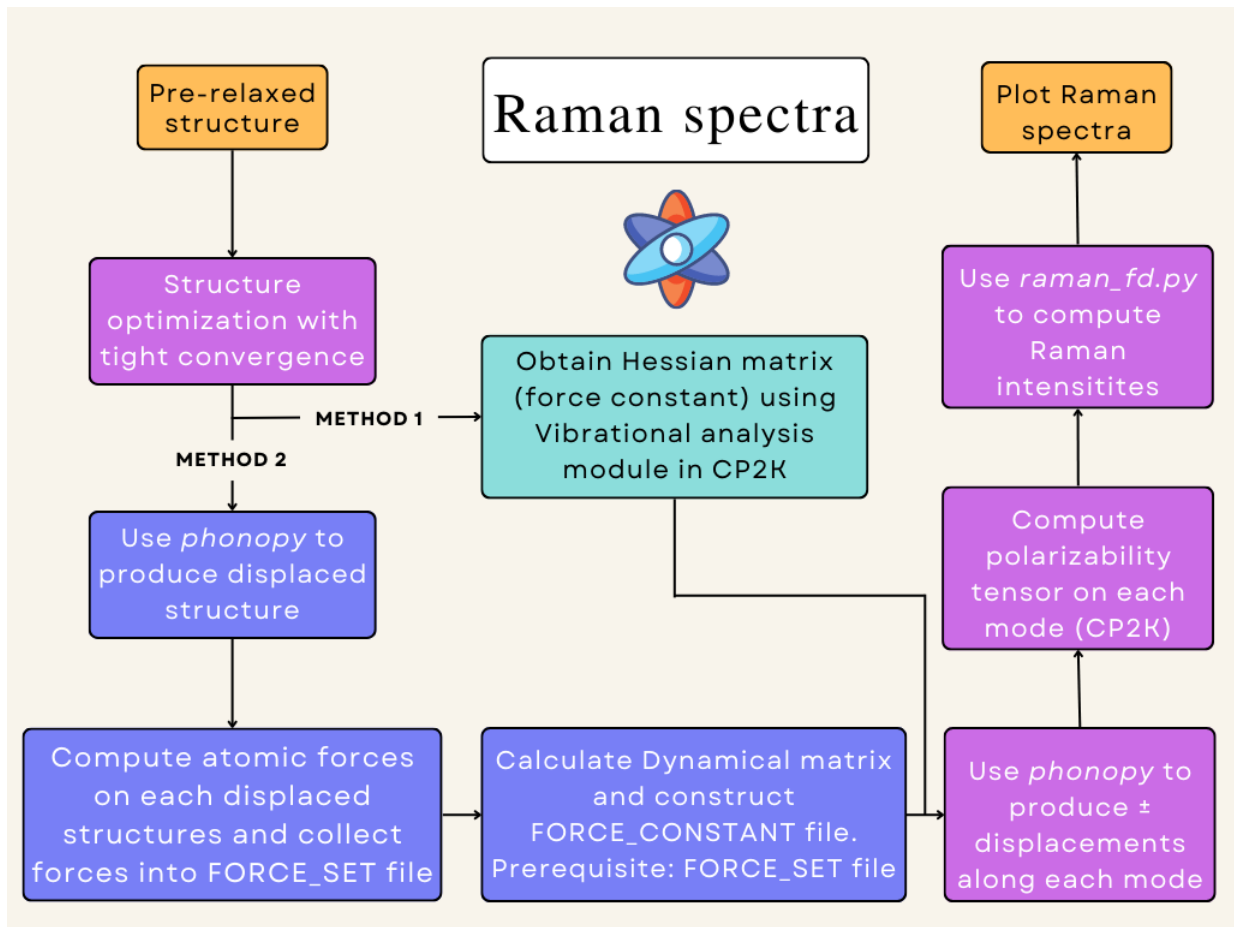 Pre-relaxed
structure
Raman spectra
Plot Raman
spectra
Structure
optimization with
tight convergence
METHOD 1
METHOD 2
Obtain Hessian matrix
(force constant) using
Vibrational analysis
module in CP2K
Use phonopy to
produce displaced
structure
Compute atomic forces
on each displaced
structures and collect
forces into FORCE_SET file
Calculate Dynamical matrix
and construct
FORCE_CONSTANT file.
Prerequisite: FORCE_SET file
Use phonopy to
produce ±
displacements
along each mode
Compute
polarizability
tensor on each
mode (CP2K)
Use raman_fd.py
to compute
Raman
intensitites